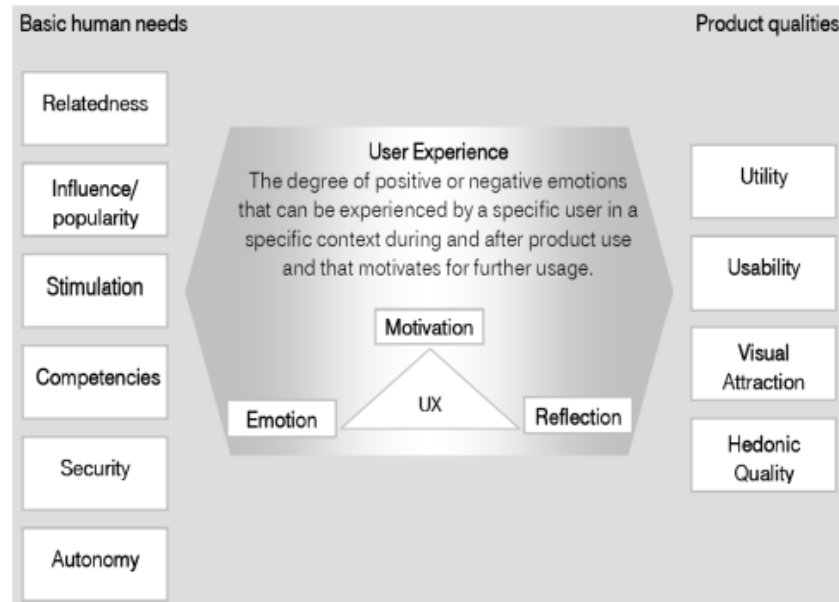 Basic human needs
Product qualities
Relatedness
Influence/
popularity
Stimulation
Competencies
Security
Autonomy
User Experience
The degree of positive or negative emotions
that can be experienced by a specific user in a
specific context during and after product use
and that motivates for further usage.
Motivation
Emotion
UX
Reflection
Utility
Usability
Visual
Attraction
Hedonic
Quality